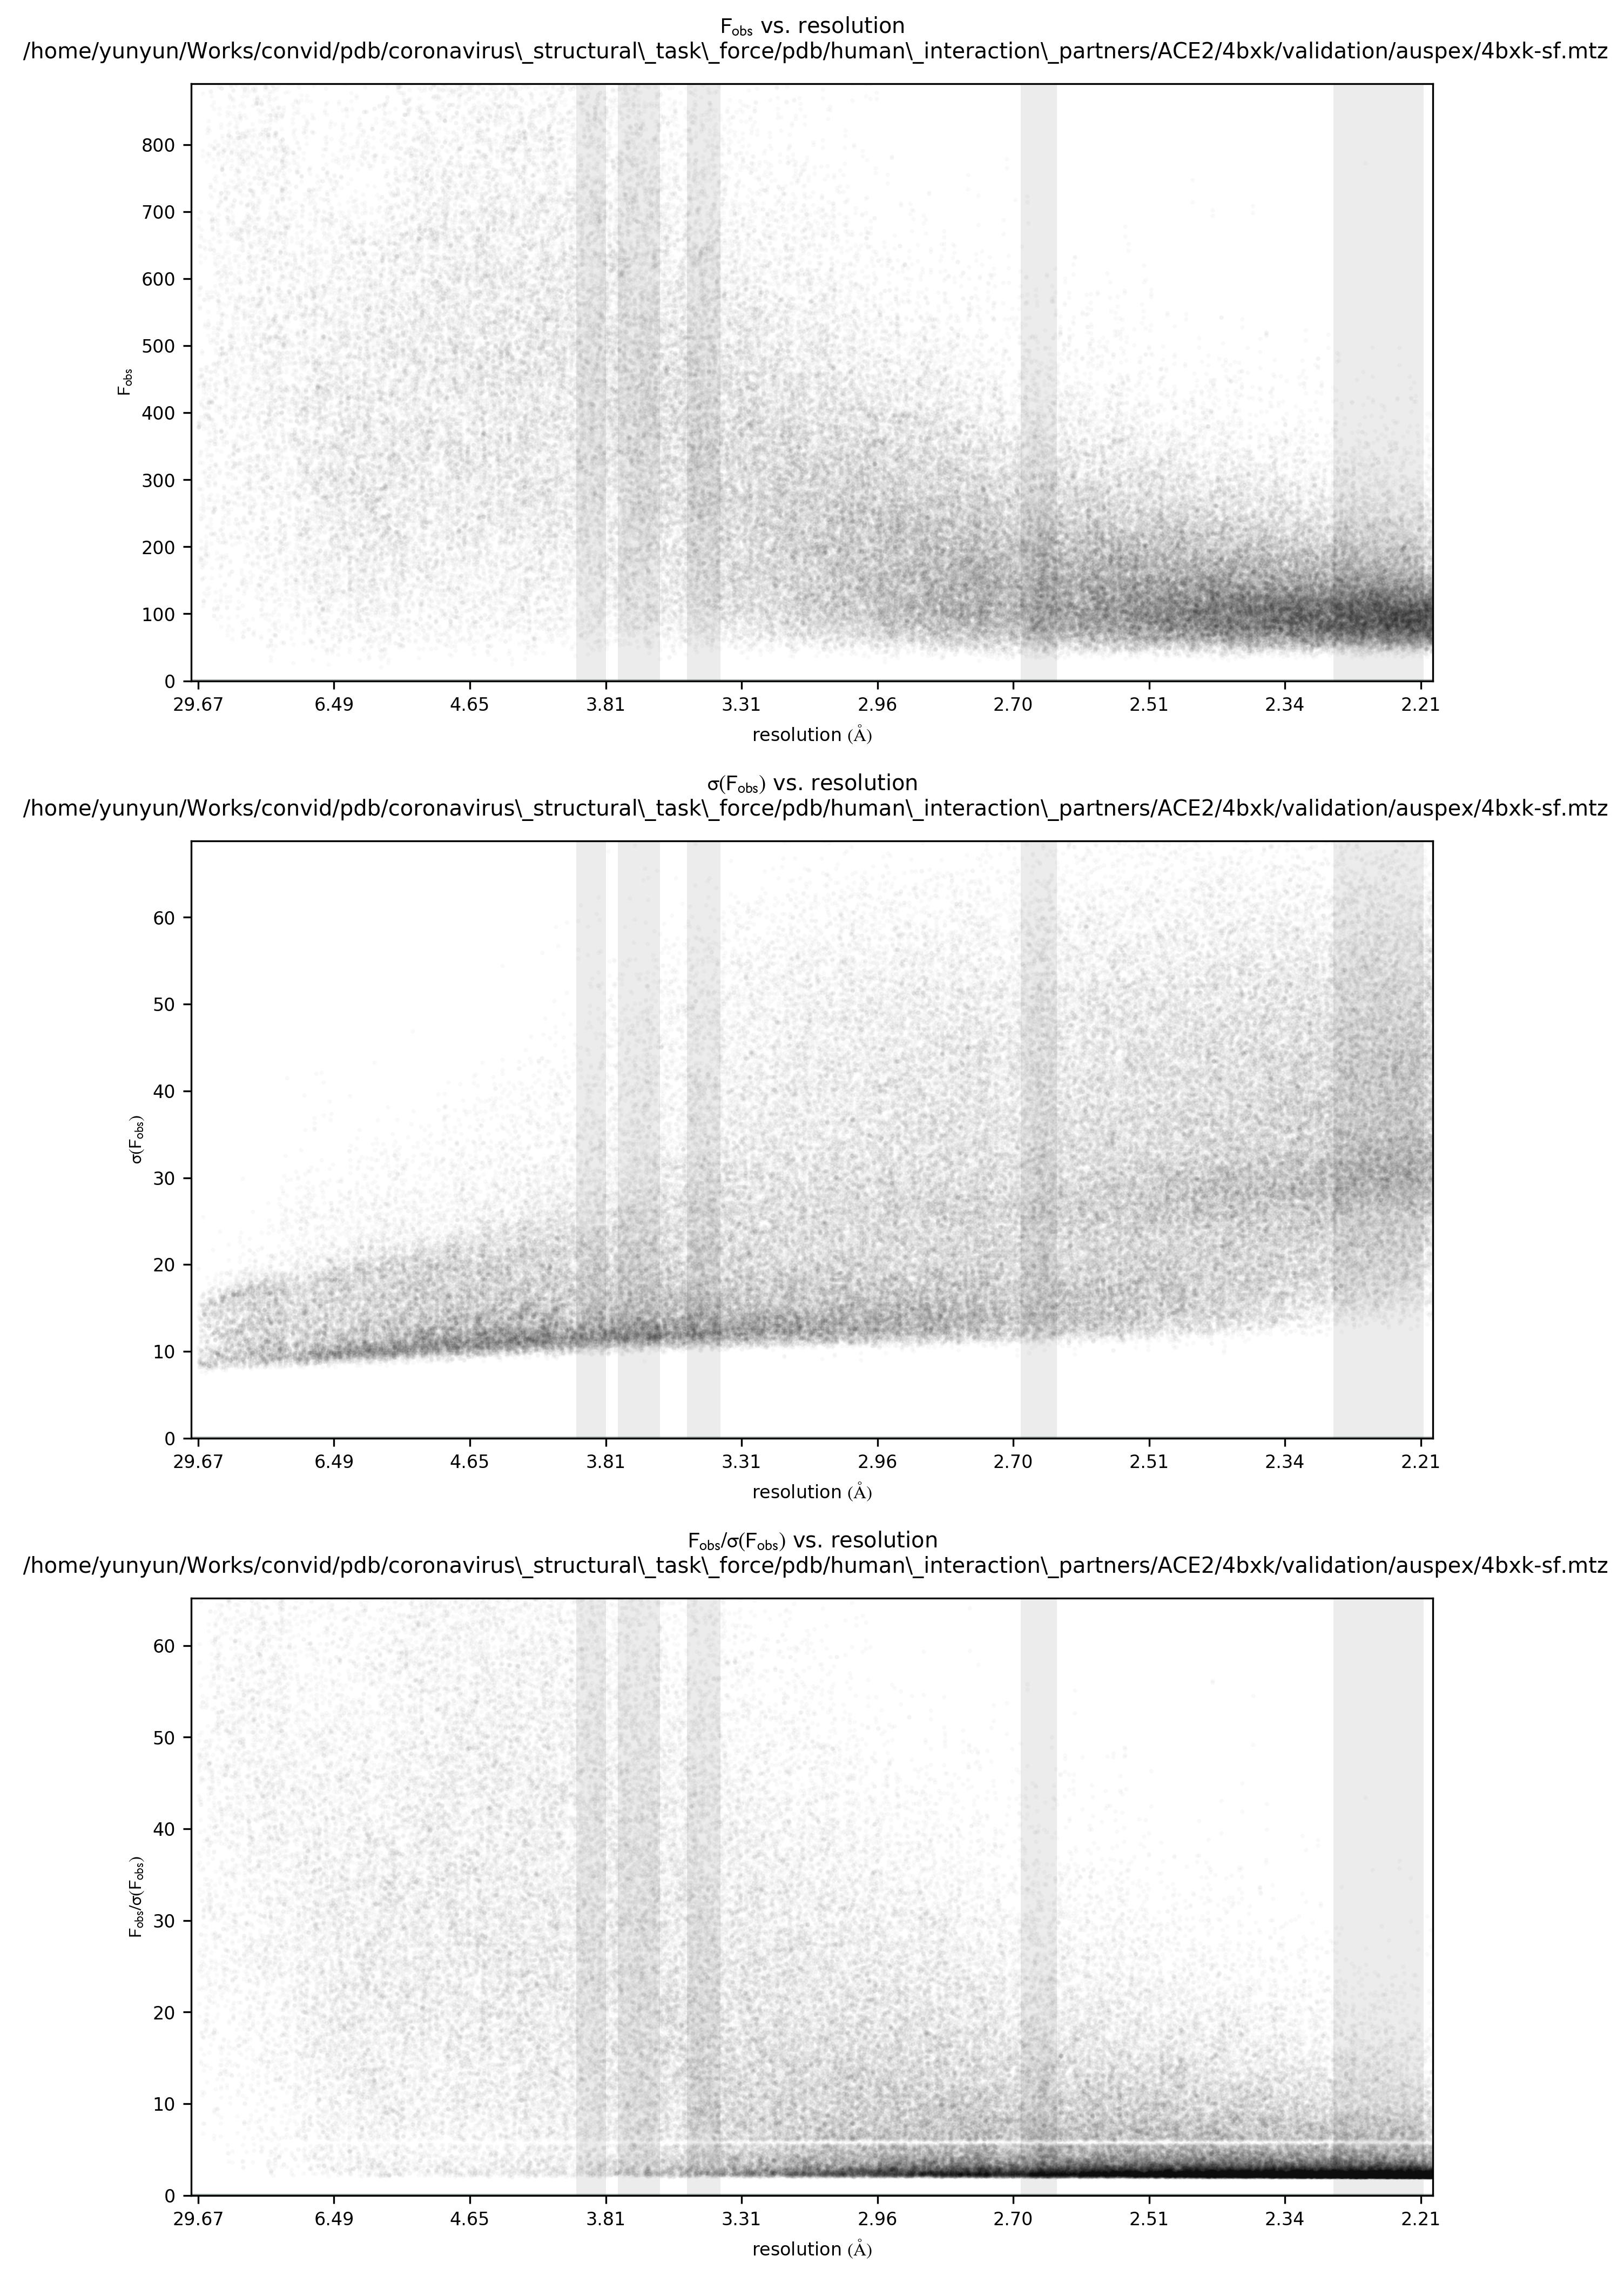 F_obs vs. resolution
/home/yunyun/Works/convid/pdb/coronavirus\_structural\_task\_force/pdb/human\_interaction\_partners/ACE2/4bxk/validation/auspex/4bxk-sf.mtz
800
700
600
500
400
300
200
100
0
F_obs
29.67 6.49 4.65 3.81 3.31 2.96 2.70 2.51 2.34 2.21
resolution (Å)
σ(F_obs) vs. resolution
/home/yunyun/Works/convid/pdb/coronavirus\_structural\_task\_force/pdb/human\_interaction\_partners/ACE2/4bxk/validation/auspex/4bxk-sf.mtz
60
50
40
30
20
10
0
σ(F_obs)
29.67 6.49 4.65 3.81 3.31 2.96 2.70 2.51 2.34 2.21
resolution (Å)
F_obs/σ(F_obs) vs. resolution
/home/yunyun/Works/convid/pdb/coronavirus\_structural\_task\_force/pdb/human\_interaction\_partners/ACE2/4bxk/validation/auspex/4bxk-sf.mtz
60
50
40
30
20
10
0
F_obs/σ(F_obs)
29.67 6.49 4.65 3.81 3.31 2.96 2.70 2.51 2.34 2.21
resolution (Å)